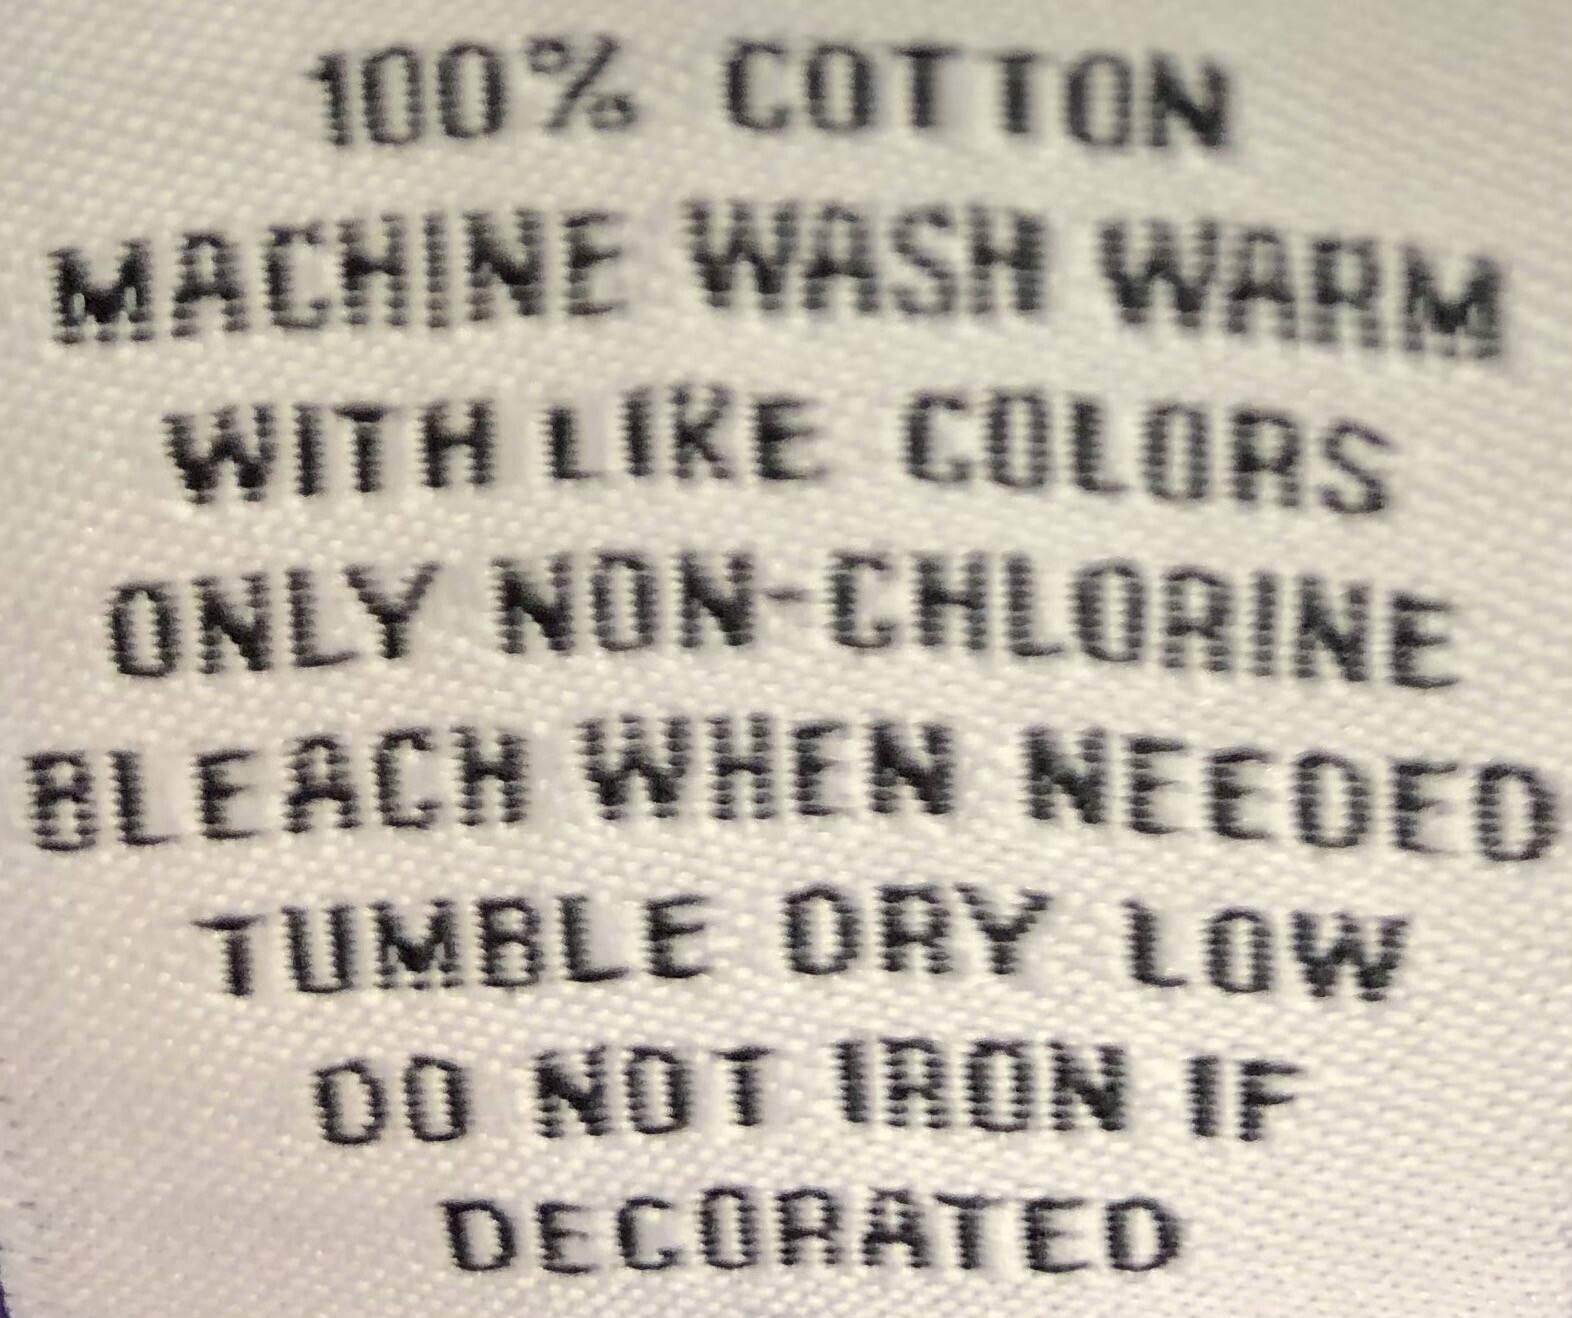 100% COTTON
MACHINE WASH WARM
WITH LIKE COLORS
ONLY NON-CHLORINE
BLEACH WHEN NEEDED
TUMBLE DRY LOW
DO NOT IRON IF
DECORATED